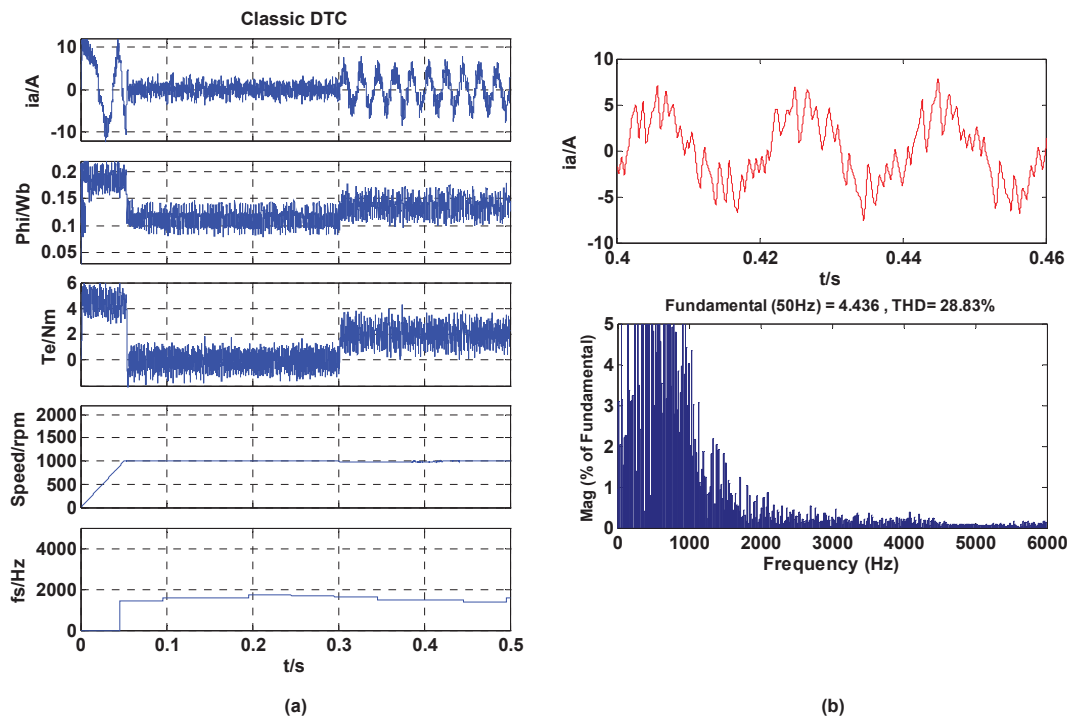 Classic DTC
10
0
-10
ia/A
0.2
0.15
0.1
0.05
Phi/Wb
6
4
2
0
Te/Nm
2000
1500
1000
500
0
Speed/rpm
4000
2000
0
fs/Hz
0 0.1 0.2 0.3 0.4 0.5
t/s
(a)
10
5
0
-5
-10
ia/A
0.4 0.42 0.44 0.46
t/s
Fundamental (50Hz) = 4.436 , THD= 28.83%
5
4
3
2
1
0
Mag (% of Fundamental)
0 1000 2000 3000 4000 5000 6000
Frequency (Hz)
(b)